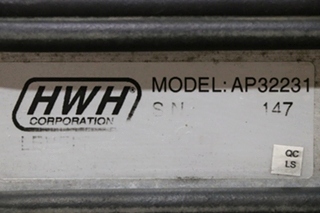 HWH
CORPORATION
MODEL: AP32231
S N 147
QC
LS